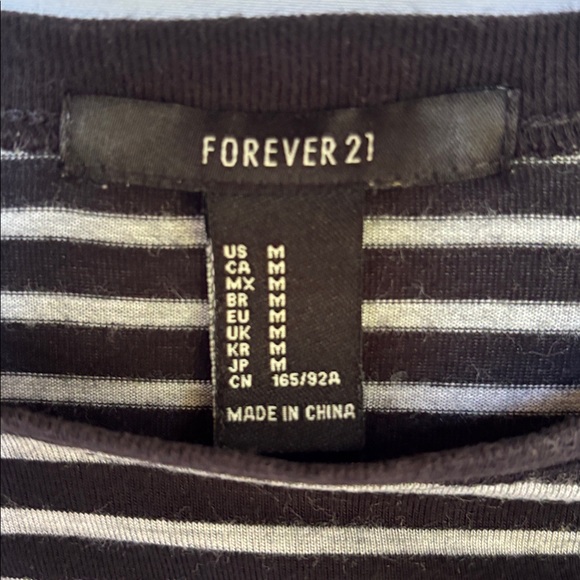 FOREVER 21
US M
CA M
MX M
BR M
EU M
UK M
KR M
JP M
CN 165/92A
MADE IN CHINA